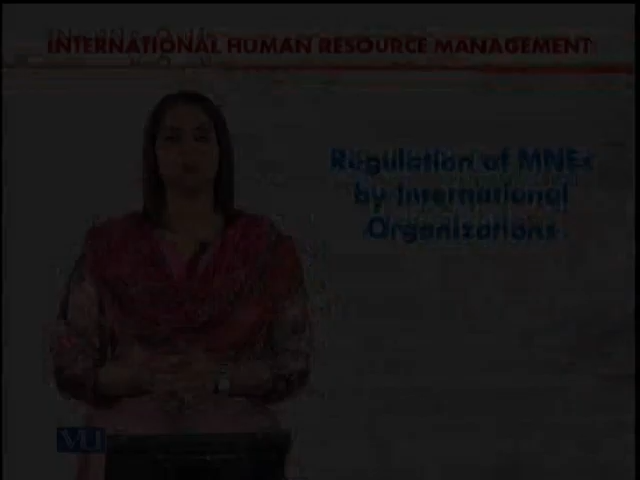 INTERNATIONAL HUMAN RESOURCE MANAGEMENT
Regulation of MNEs
by International
Organizations
VU